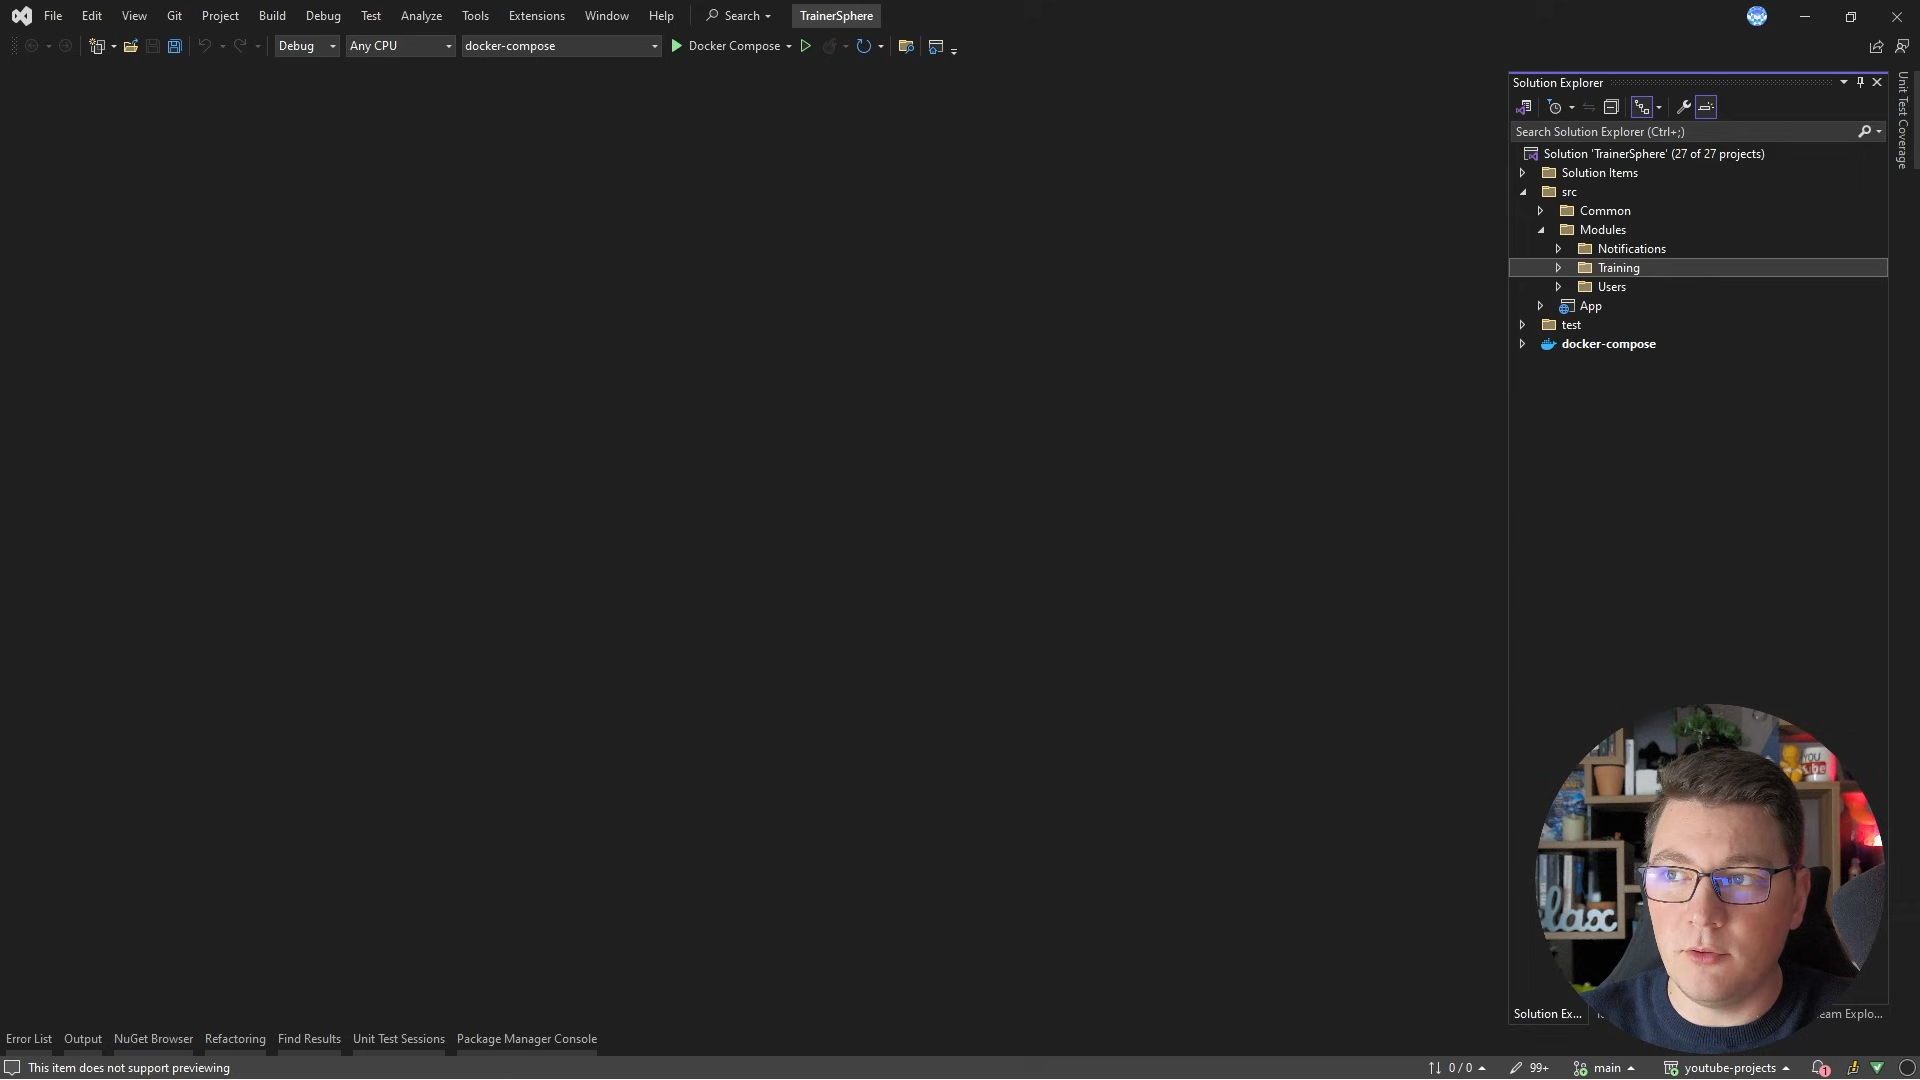 File Edit View Git Project Build Debug Test Analyze Tools Extensions Window Help Search TrainerSphere
Debug Any CPU docker-compose Docker Compose
Solution Explorer
Search Solution Explorer (Ctrl+;)
Solution 'TrainerSphere' (27 of 27 projects)
Solution Items
src
Common
Modules
Notifications
Training
Users
App
test
docker-compose
Unit Test Coverage
YOU
Solution Ex...
Error List Output NuGet Browser Refactoring Find Results Unit Test Sessions Package Manager Console
This item does not support previewing 0 / 0 99+ main youtube-projects 1